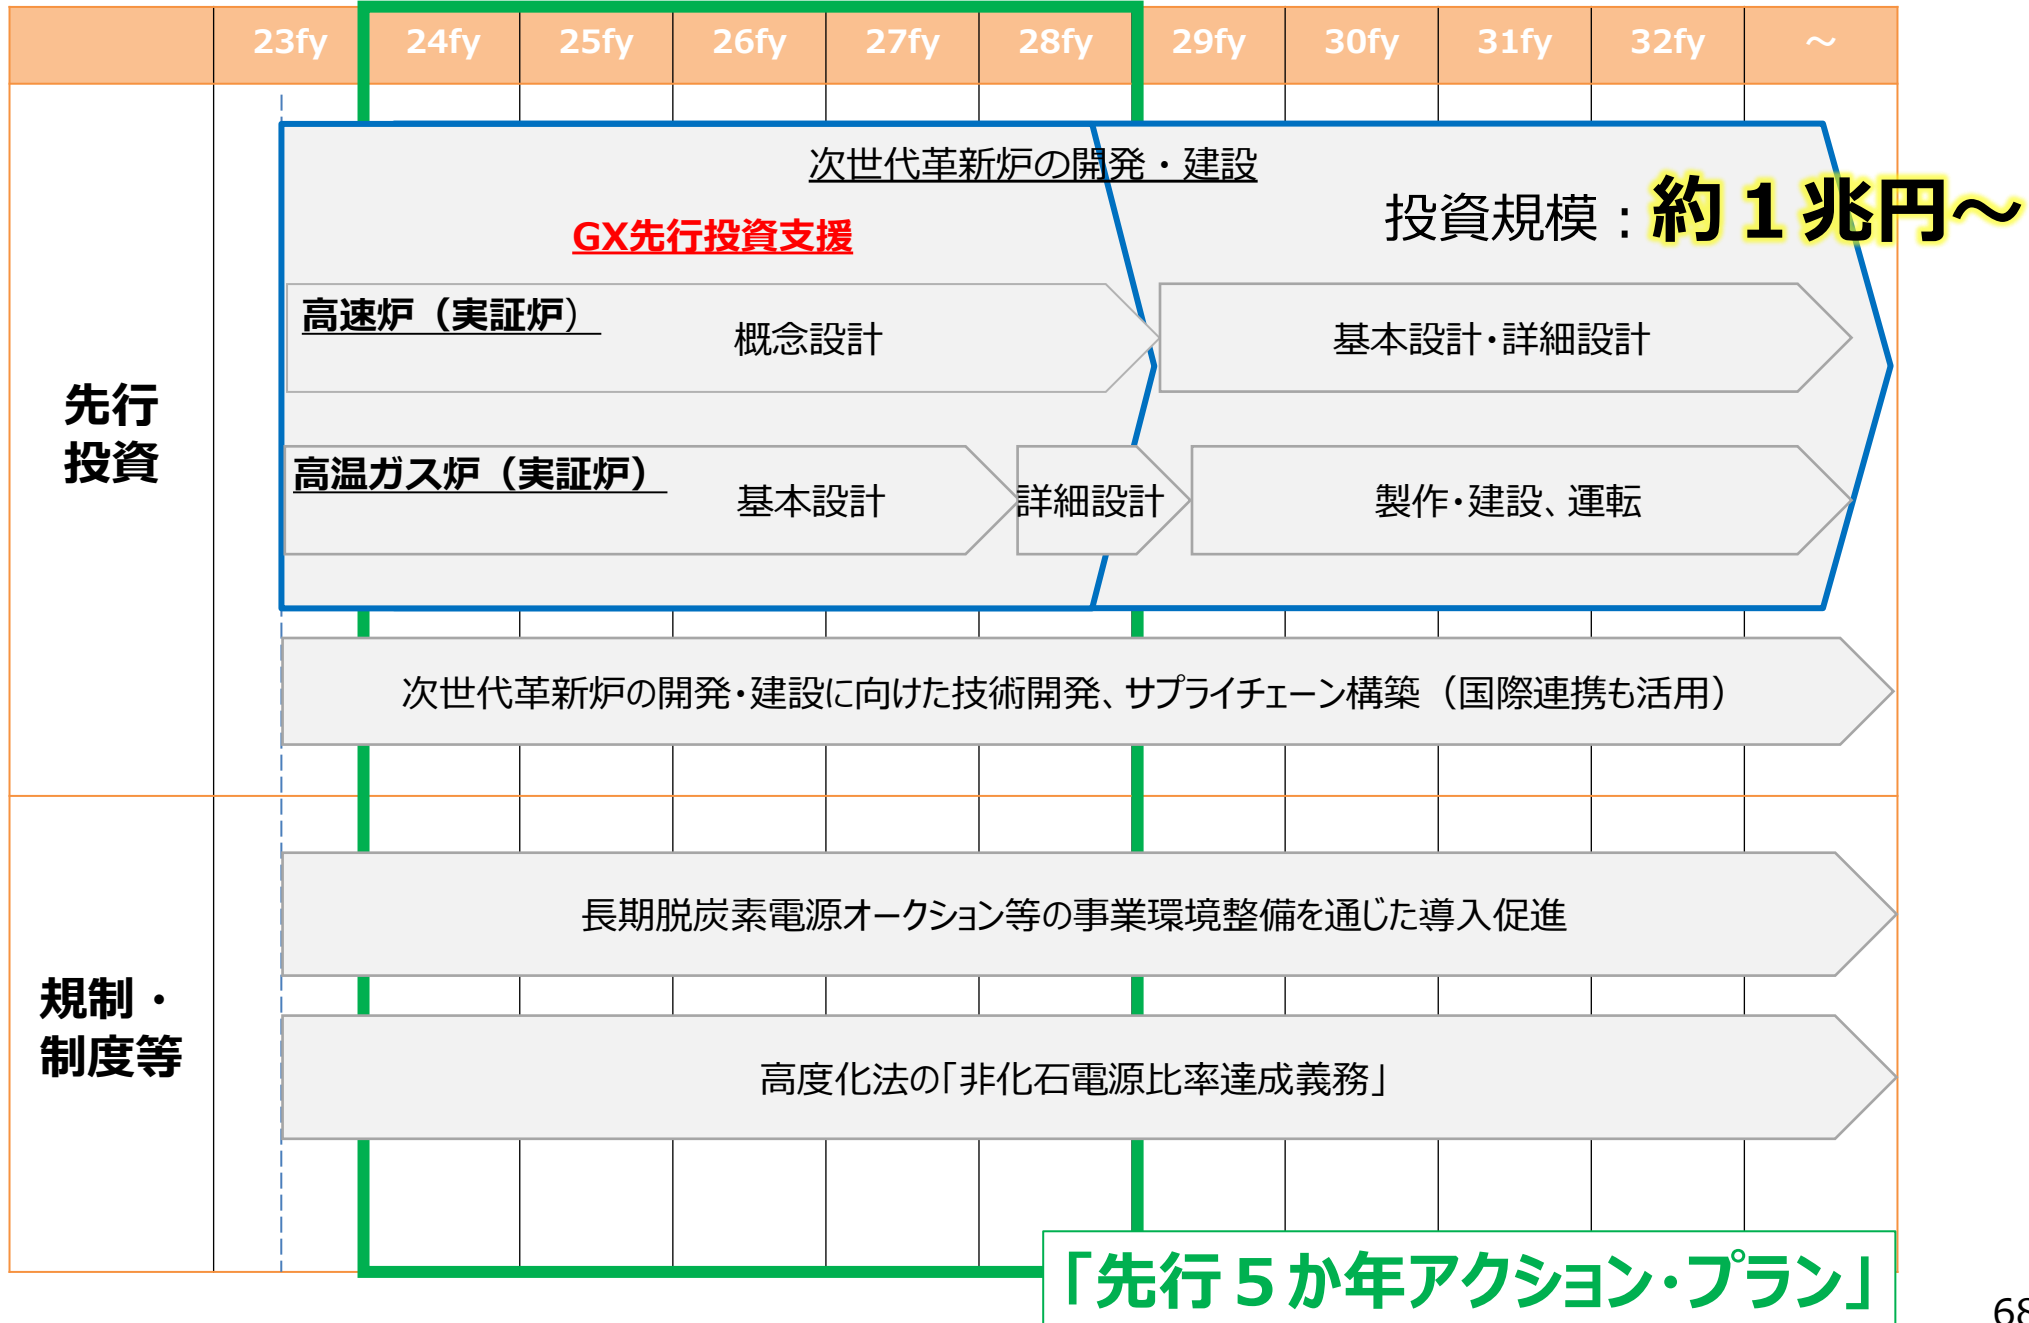 23fy 24fy 25fy 26fy 27fy 28fy 29fy 30fy 31fy 32fy ～
先行
投資
次世代革新炉の開発・建設
GX先行投資支援
投資規模：約１兆円～
高速炉（実証炉）
概念設計
基本設計・詳細設計
高温ガス炉（実証炉）
基本設計
詳細設計
製作・建設、運転
次世代革新炉の開発・建設に向けた技術開発、サプライチェーン構築（国際連携も活用）
規制・
制度等
長期脱炭素電源オークション等の事業環境整備を通じた導入促進
高度化法の「非化石電源比率達成義務」
「先行５か年アクション・プラン」
68